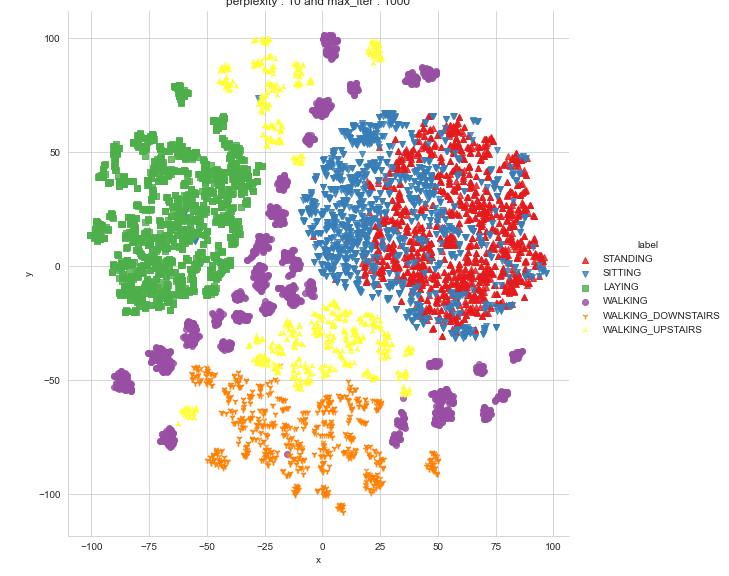 perplexity : 10 and max_iter : 1000
100
50
0
−50
−100
y
−100
−75
−50
−25
0
25
50
75
100
x
label
STANDING
SITTING
LAYING
WALKING
WALKING_DOWNSTAIRS
WALKING_UPSTAIRS